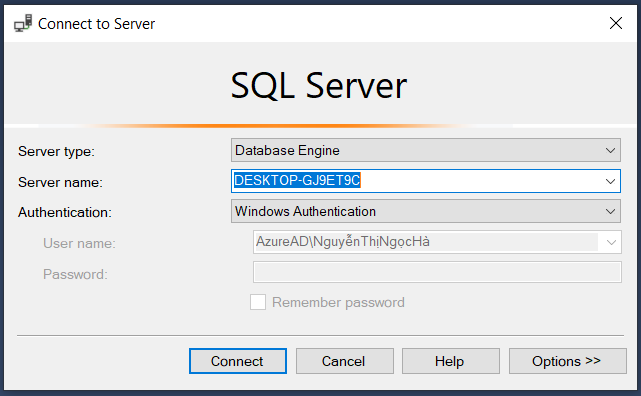 Connect to Server
SQL Server
Server type: Database Engine
Server name: DESKTOP-GJ9ET9C
Authentication: Windows Authentication
User name: AzureAD\NguyễnThịNgọcHà
Password:
Remember password
Connect Cancel Help Options >>